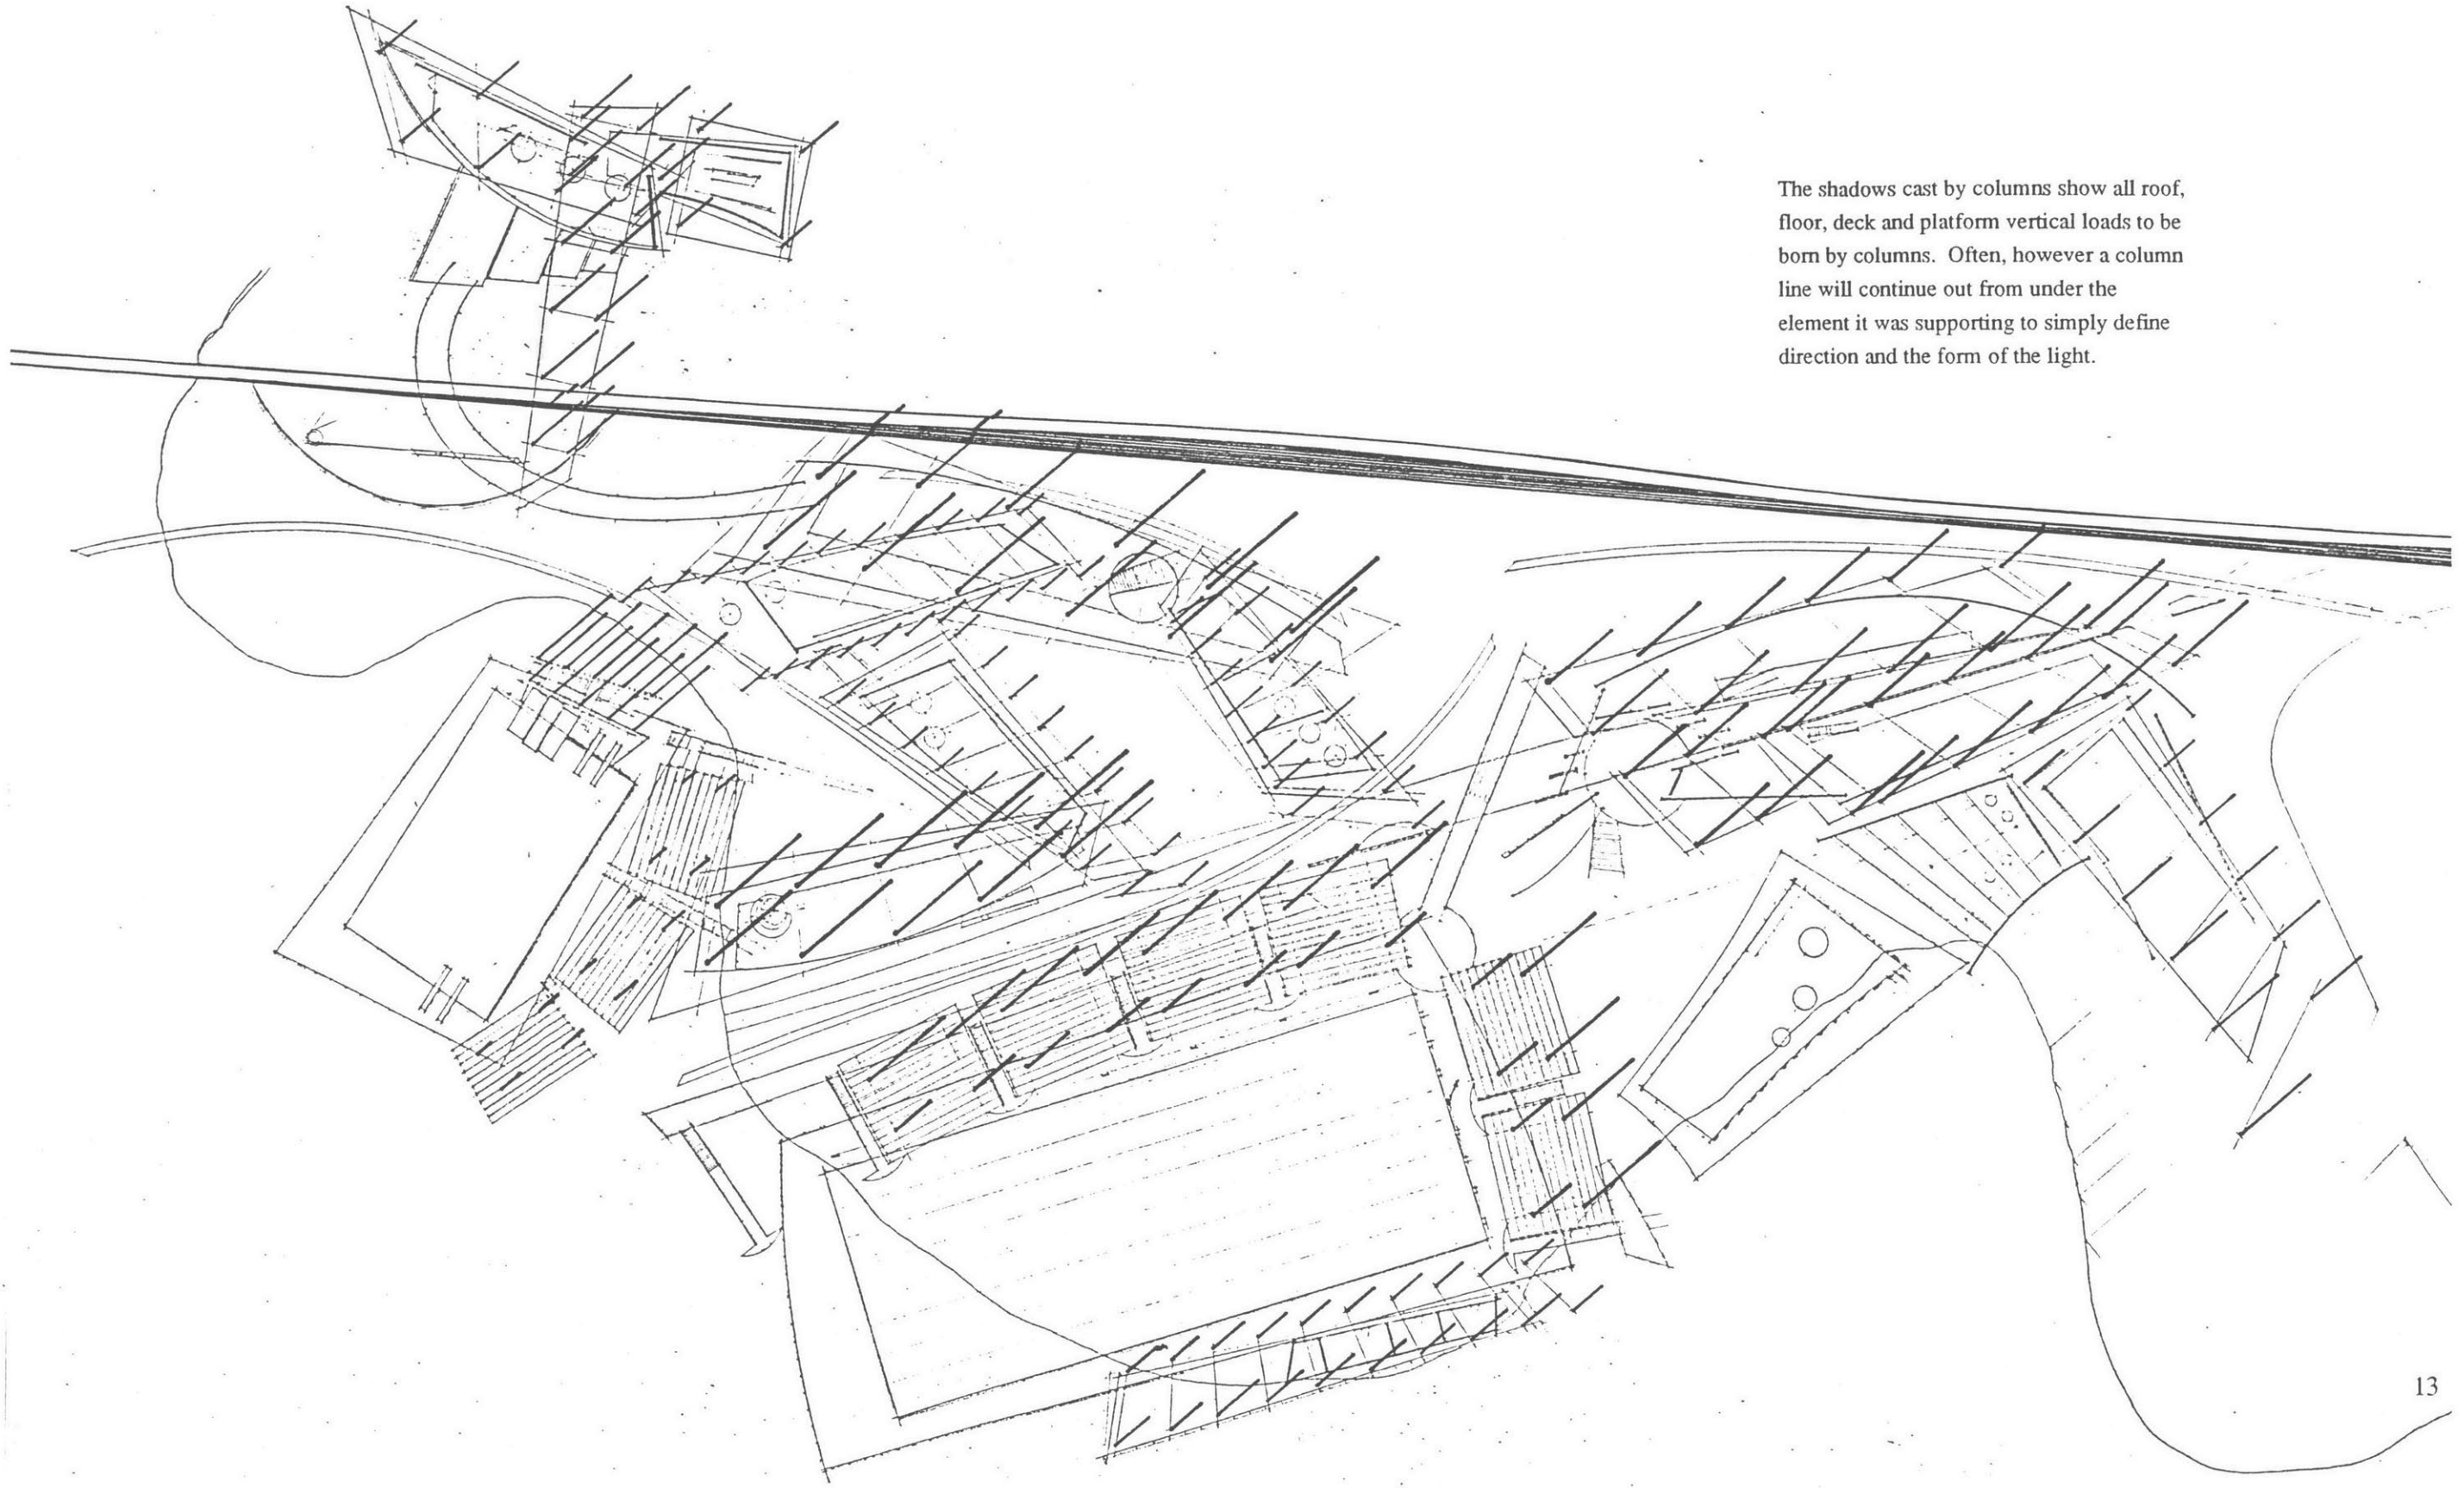 The shadows cast by columns show all roof,
floor, deck and platform vertical loads to be
born by columns.  Often, however a column
line will continue out from under the
element it was supporting to simply define
direction and the form of the light.
13